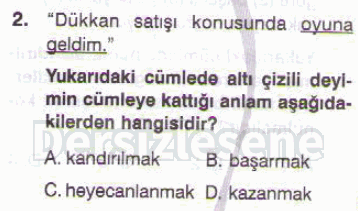 2. "Dükkan satışı konusunda oyuna
geldim."
Yukarıdaki cümlede altı çizili deyi-
min cümleye kattığı anlam aşağıda-
kilerden hangisidir?
Dersizlesene
A. kandırılmak B. başarmak
C. heyecanlanmak D. kazanmak